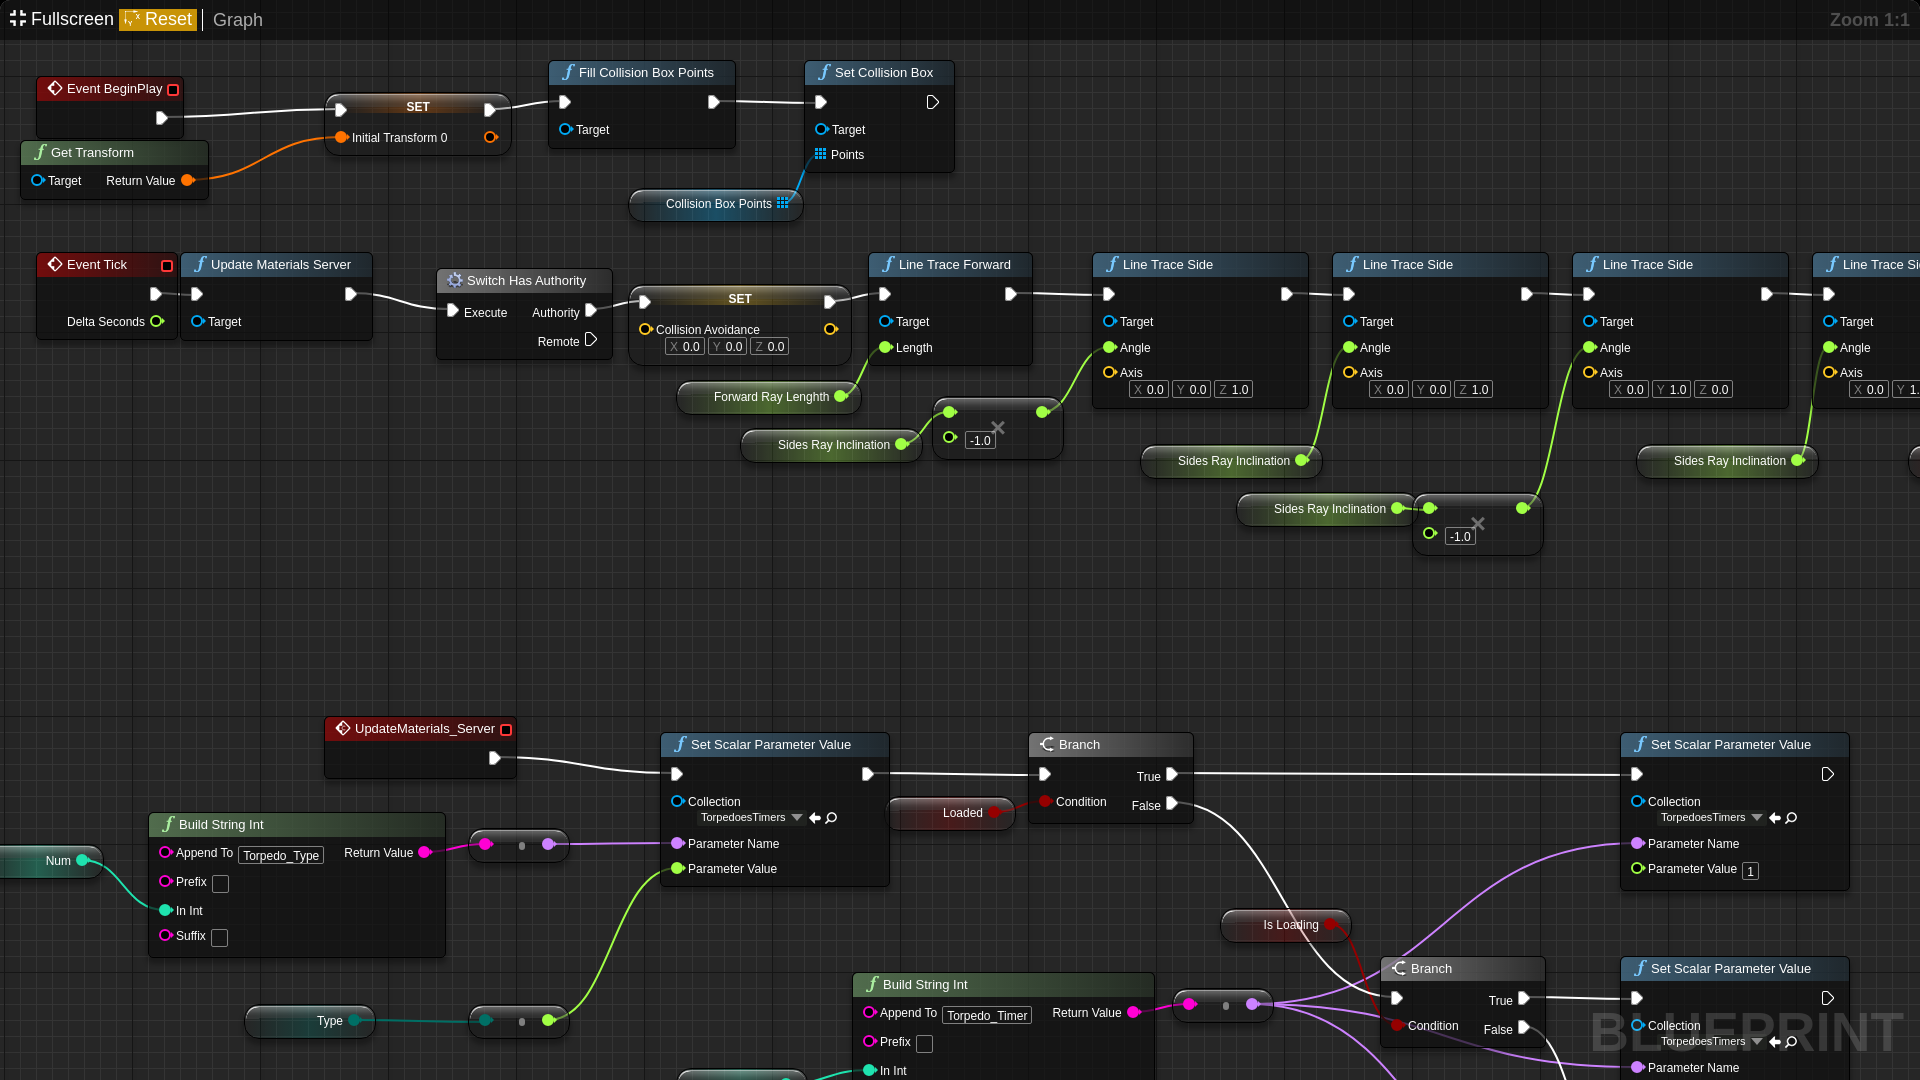 Fullscreen Reset Graph Zoom 1:1
Event BeginPlay
Get Transform
Target Return Value
SET
Initial Transform 0
Fill Collision Box Points
Target
Set Collision Box
Target
Points
Collision Box Points
Event Tick
Delta Seconds
Update Materials Server
Target
Switch Has Authority
Execute Authority
Remote
SET
Collision Avoidance
X 0.0 Y 0.0 Z 0.0
Line Trace Forward
Target
Length
Forward Ray Lenghth
Sides Ray Inclination
-1.0
Line Trace Side
Target
Angle
Axis
X 0.0 Y 0.0 Z 1.0
Sides Ray Inclination
Line Trace Side
Target
Angle
Axis
X 0.0 Y 0.0 Z 1.0
Sides Ray Inclination
-1.0
Line Trace Side
Target
Angle
Axis
X 0.0 Y 1.0 Z 0.0
Sides Ray Inclination
Line Trace Si
Target
Angle
Axis
X 0.0 Y 1.
UpdateMaterials_Server
Num
Build String Int
Append To Torpedo_Type Return Value
Prefix
In Int
Suffix
Type
Set Scalar Parameter Value
Collection
TorpedoesTimers
Parameter Name
Parameter Value
Loaded
Branch
True
Condition
False
Set Scalar Parameter Value
Collection
TorpedoesTimers
Parameter Name
Parameter Value 1
Is Loading
Build String Int
Append To Torpedo_Timer Return Value
Prefix
In Int
Branch
True
Condition
False
Set Scalar Parameter Value
Collection
TorpedoesTimers
Parameter Name
BLUEPRINT